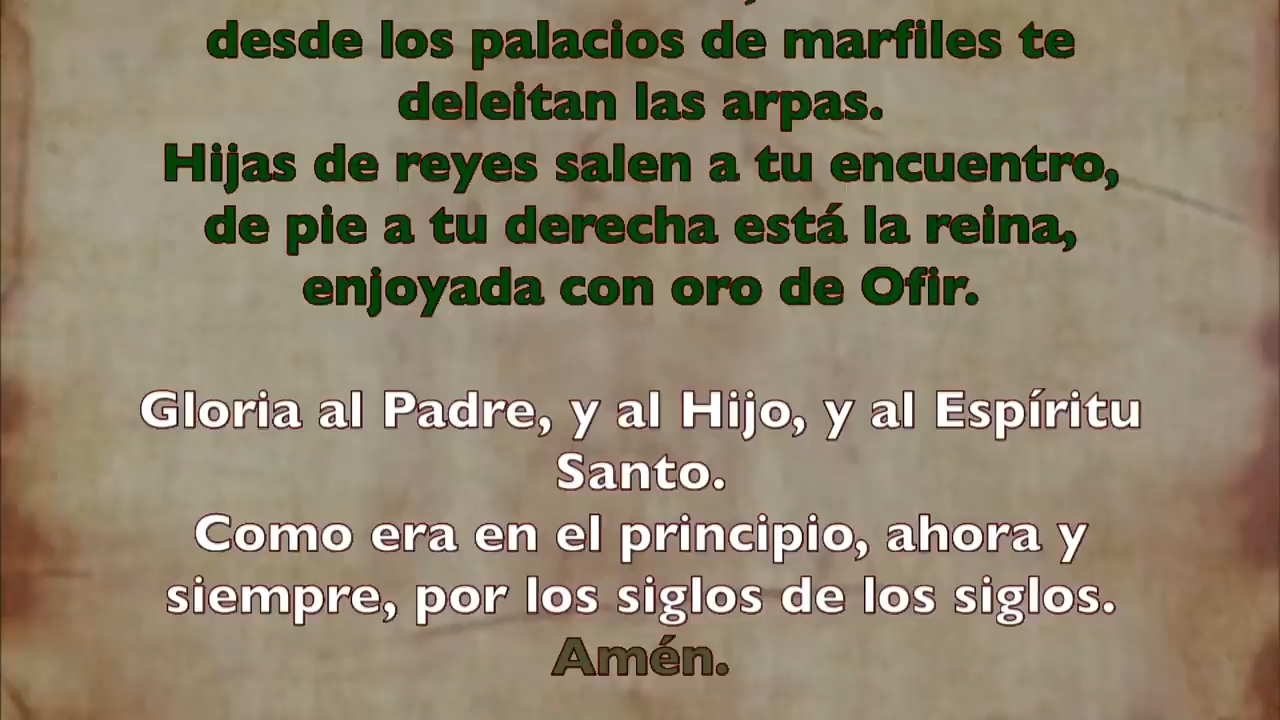 desde los palacios de marfiles te
deleitan las arpas.
Hijas de reyes salen a tu encuentro,
de pie a tu derecha está la reina,
enjoyada con oro de Ofir.
Gloria al Padre, y al Hijo, y al Espíritu
Santo.
Como era en el principio, ahora y
siempre, por los siglos de los siglos.
Amén.